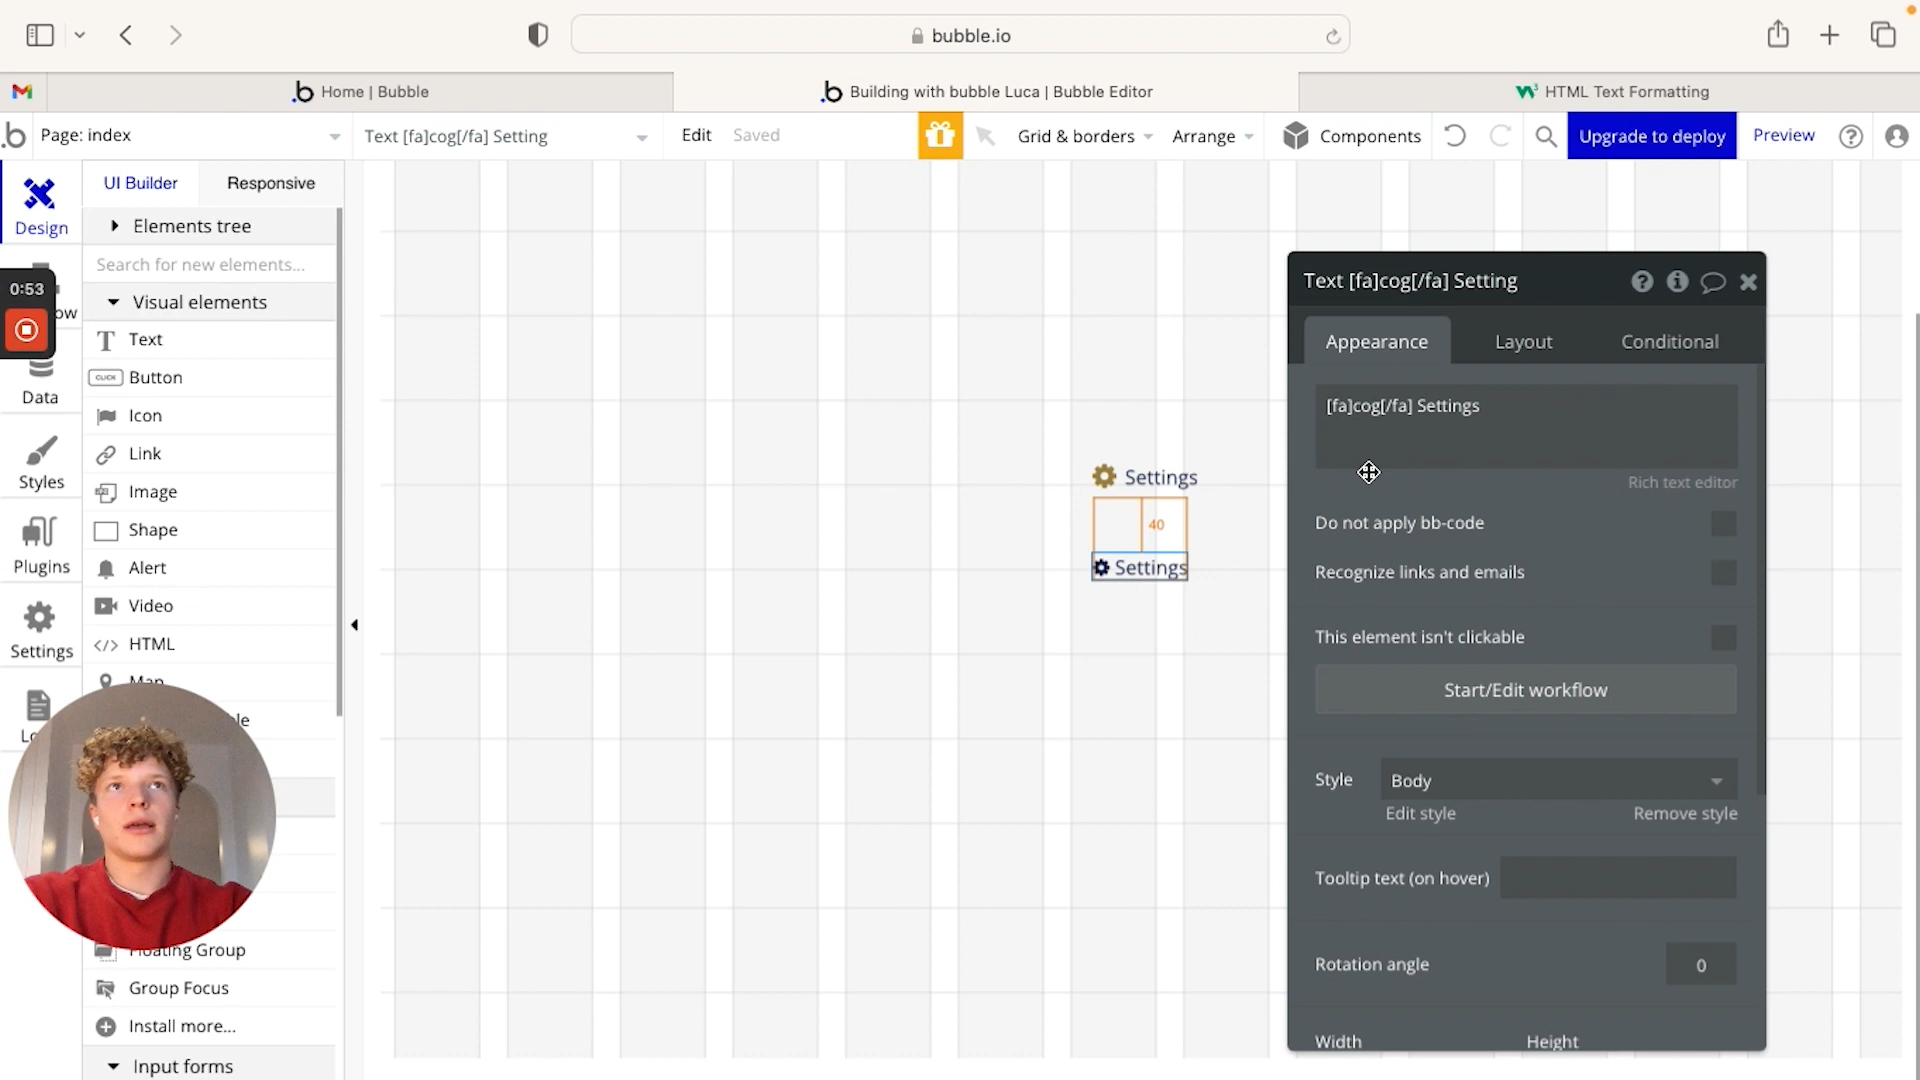 bubble.io
Home | Bubble
Building with bubble Luca | Bubble Editor
HTML Text Formatting
Page: index
Text [fa]cog[/fa] Setting
Edit
Saved
Grid & borders
Arrange
Components
Upgrade to deploy
Preview
UI Builder
Responsive
Design
Elements tree
Search for new elements...
0:53
Visual elements
Text
Button
Data
Icon
Link
Styles
Image
Shape
Plugins
Alert
Video
HTML
Settings
Map
Floating Group
Group Focus
Install more...
Input forms
Settings
40
Settings
Text [fa]cog[/fa] Setting
Appearance
Layout
Conditional
[fa]cog[/fa] Settings
Rich text editor
Do not apply bb-code
Recognize links and emails
This element isn't clickable
Start/Edit workflow
Style
Body
Edit style
Remove style
Tooltip text (on hover)
Rotation angle
0
Width
Height